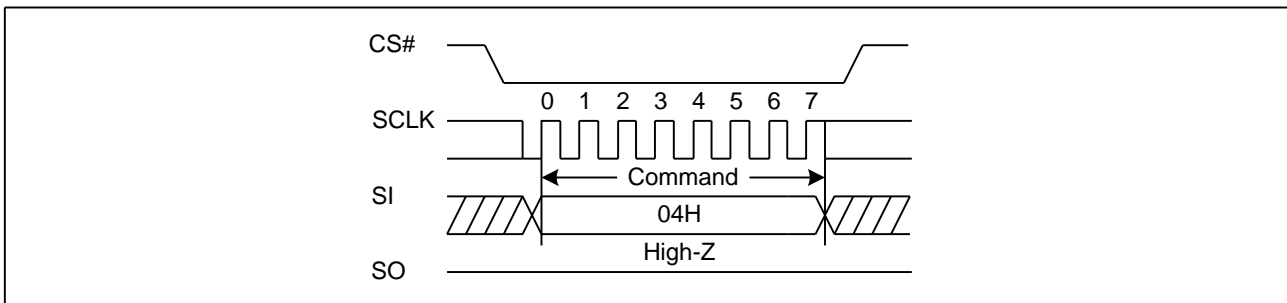 CS#
0 1 2 3 4 5 6 7
SCLK
Command
SI
04H
High-Z
SO